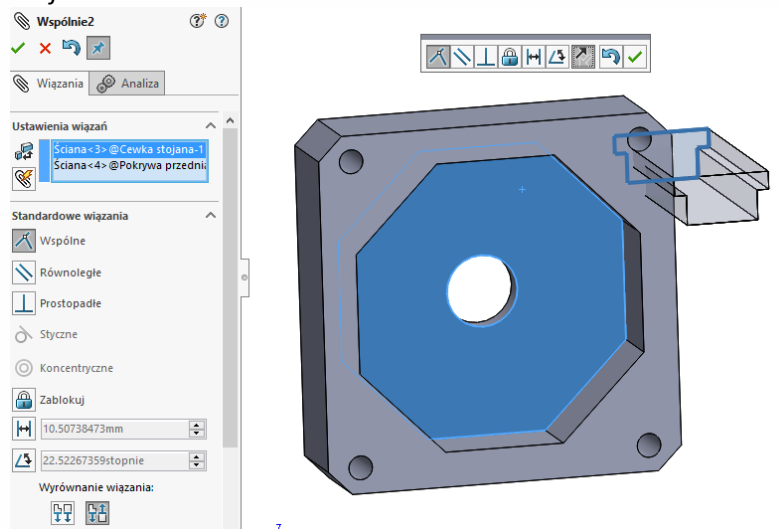 Wspólnie2
Wiązania
Analiza
Ustawienia wiązań
Ściana<3>@Cewka stojana-1
Ściana<4>@Pokrywa przednia
Standardowe wiązania
Wspólne
Równoległe
Prostopadłe
Styczne
Koncentryczne
Zablokuj
10.50738473mm
22.52267359stopnie
Wyrównanie wiązania:
7